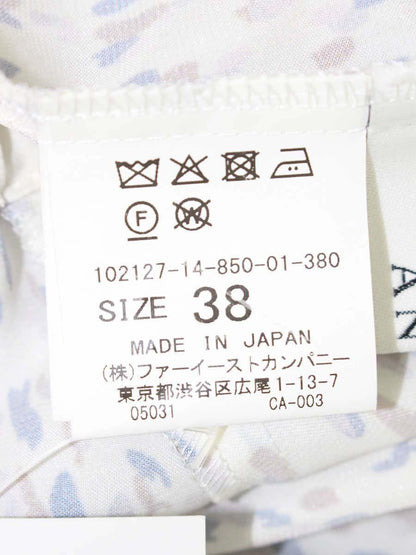 F
W
102127-14-850-01-380
SIZE 38
MADE IN JAPAN
(株)ファーイーストカンパニー
東京都渋谷区広尾1-13-7
05031 CA-003
AN